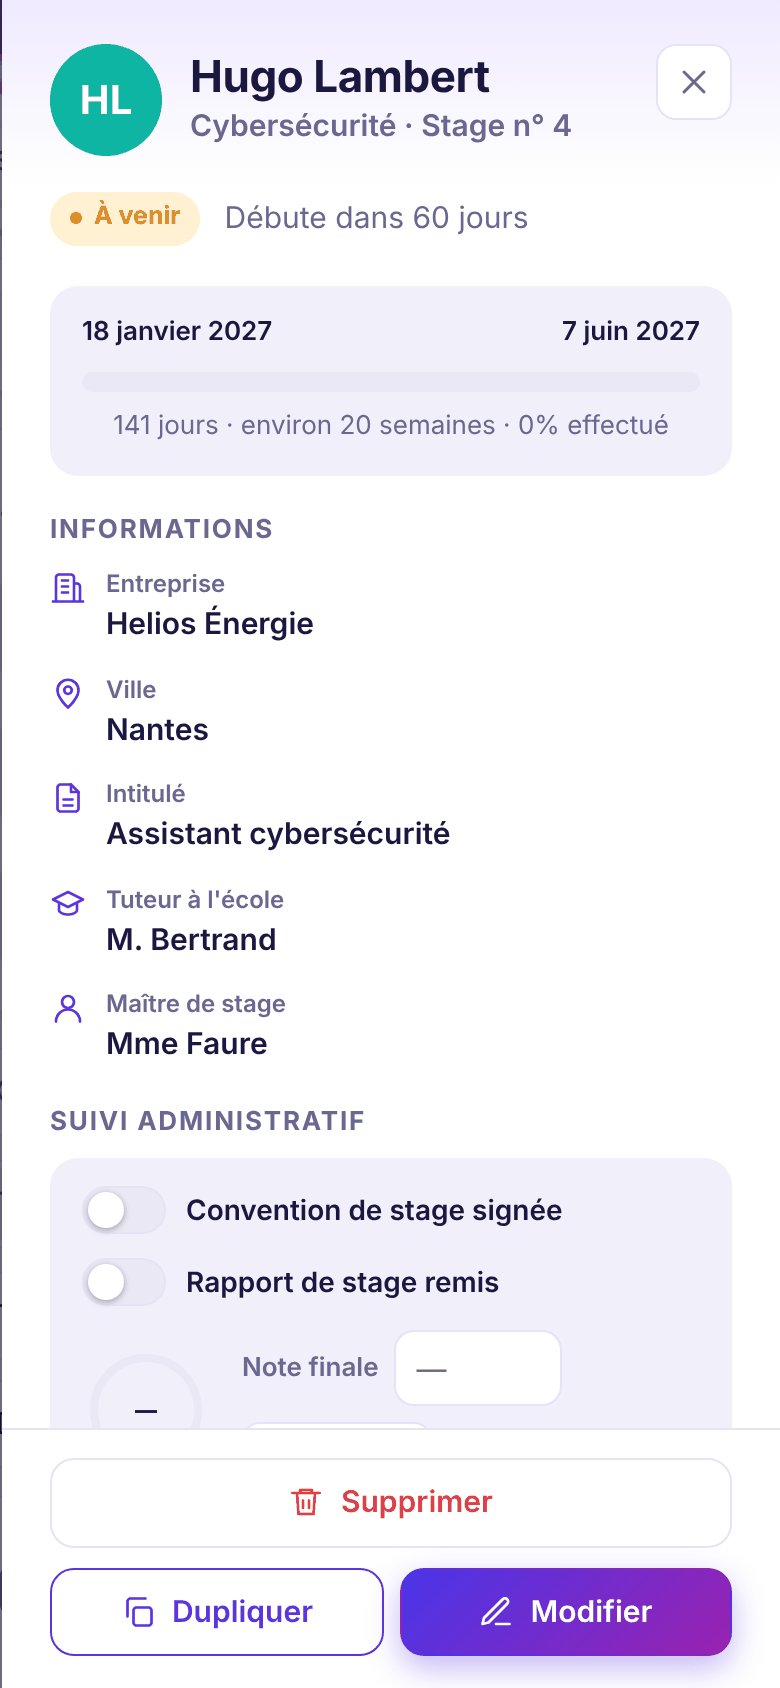 HL
Hugo Lambert
Cybersécurité · Stage n° 4
À venir
Débute dans 60 jours
18 janvier 2027
7 juin 2027
141 jours · environ 20 semaines · 0% effectué
INFORMATIONS
Entreprise
Helios Énergie
Ville
Nantes
Intitulé
Assistant cybersécurité
Tuteur à l'école
M. Bertrand
Maître de stage
Mme Faure
SUIVI ADMINISTRATIF
Convention de stage signée
Rapport de stage remis
Note finale
—
—
Supprimer
Dupliquer
Modifier